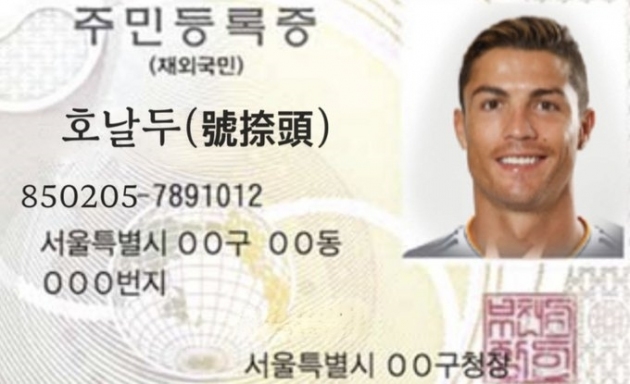 주민등록증
(재외국민)
호날두(號捺頭)
850205-7891012
서울특별시 OO구 OO동
OOO번지
서울특별시 OO구청장